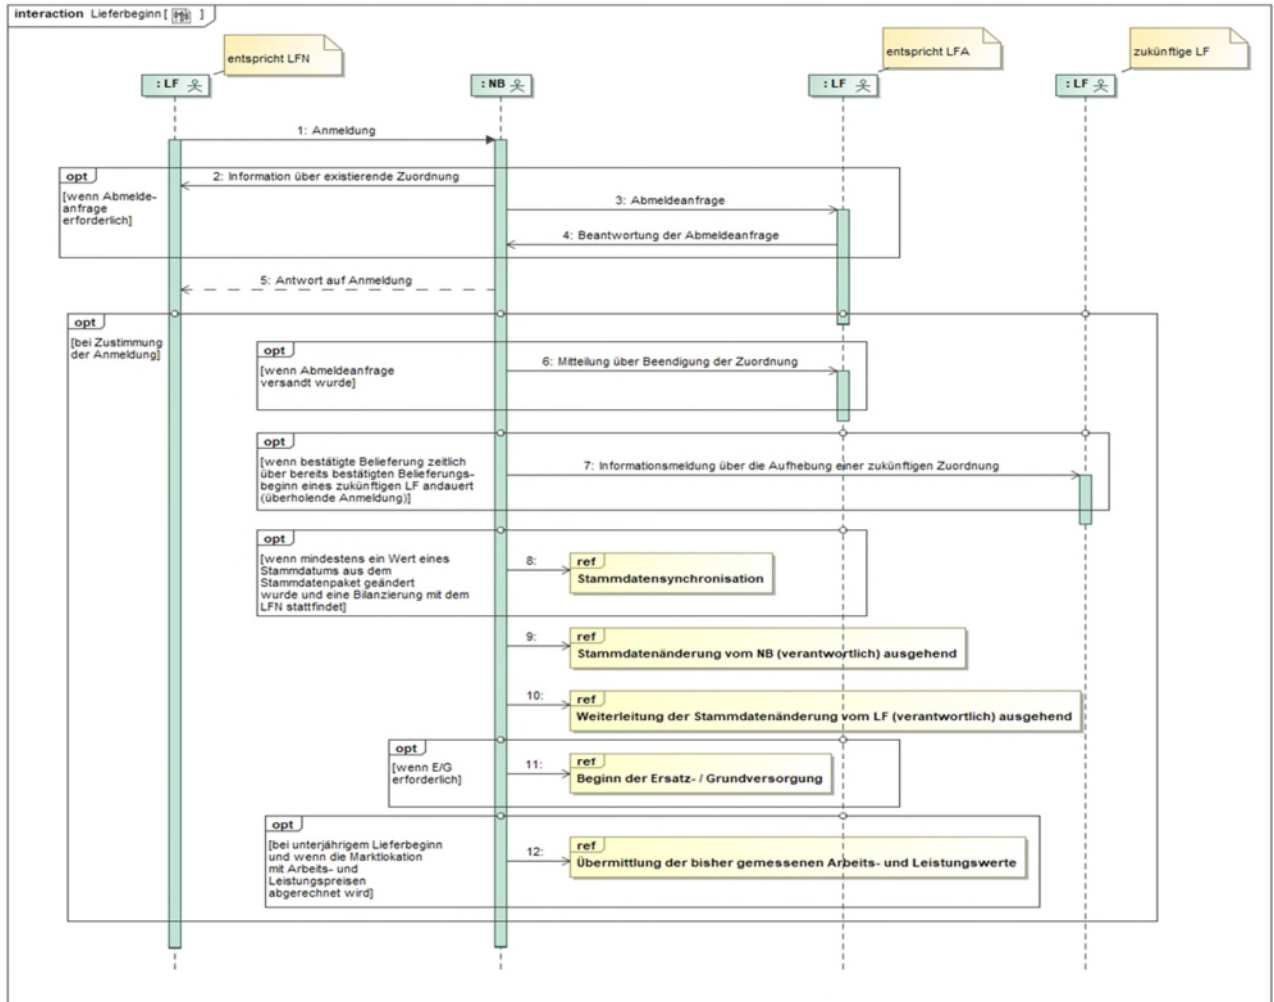 interaction Lieferbeginn [ ]
entspricht LFN
entspricht LFA
zukünftige LF
: LF
: NB
: LF
: LF
1: Anmeldung
opt
[wenn Abmelde-
anfrage
erforderlich]
2: Information über existierende Zuordnung
3: Abmeldeanfrage
4: Beantwortung der Abmeldeanfrage
5: Antwort auf Anmeldung
opt
[bei Zustimmung
der Anmeldung]
opt
[wenn Abmeldeanfrage
versandt wurde]
6: Mitteilung über Beendigung der Zuordnung
opt
[wenn bestätigte Belieferung zeitlich
über bereits bestätigten Belieferungs-
beginn eines zukünftigen LF andauert
(überholende Anmeldung)]
7: Informationsmeldung über die Aufhebung einer zukünftigen Zuordnung
opt
[wenn mindestens ein Wert eines
Stammdatums aus dem
Stammdatenpaket geändert
wurde und eine Bilanzierung mit dem
LFN stattfindet]
8:
ref
Stammdatensynchronisation
9:
ref
Stammdatenänderung vom NB (verantwortlich) ausgehend
10:
ref
Weiterleitung der Stammdatenänderung vom LF (verantwortlich) ausgehend
opt
[wenn E/G
erforderlich]
11:
ref
Beginn der Ersatz- / Grundversorgung
opt
[bei unterjährigem Lieferbeginn
und wenn die Marktlokation
mit Arbeits- und
Leistungspreisen
abgerechnet wird]
12:
ref
Übermittlung der bisher gemessenen Arbeits- und Leistungswerte